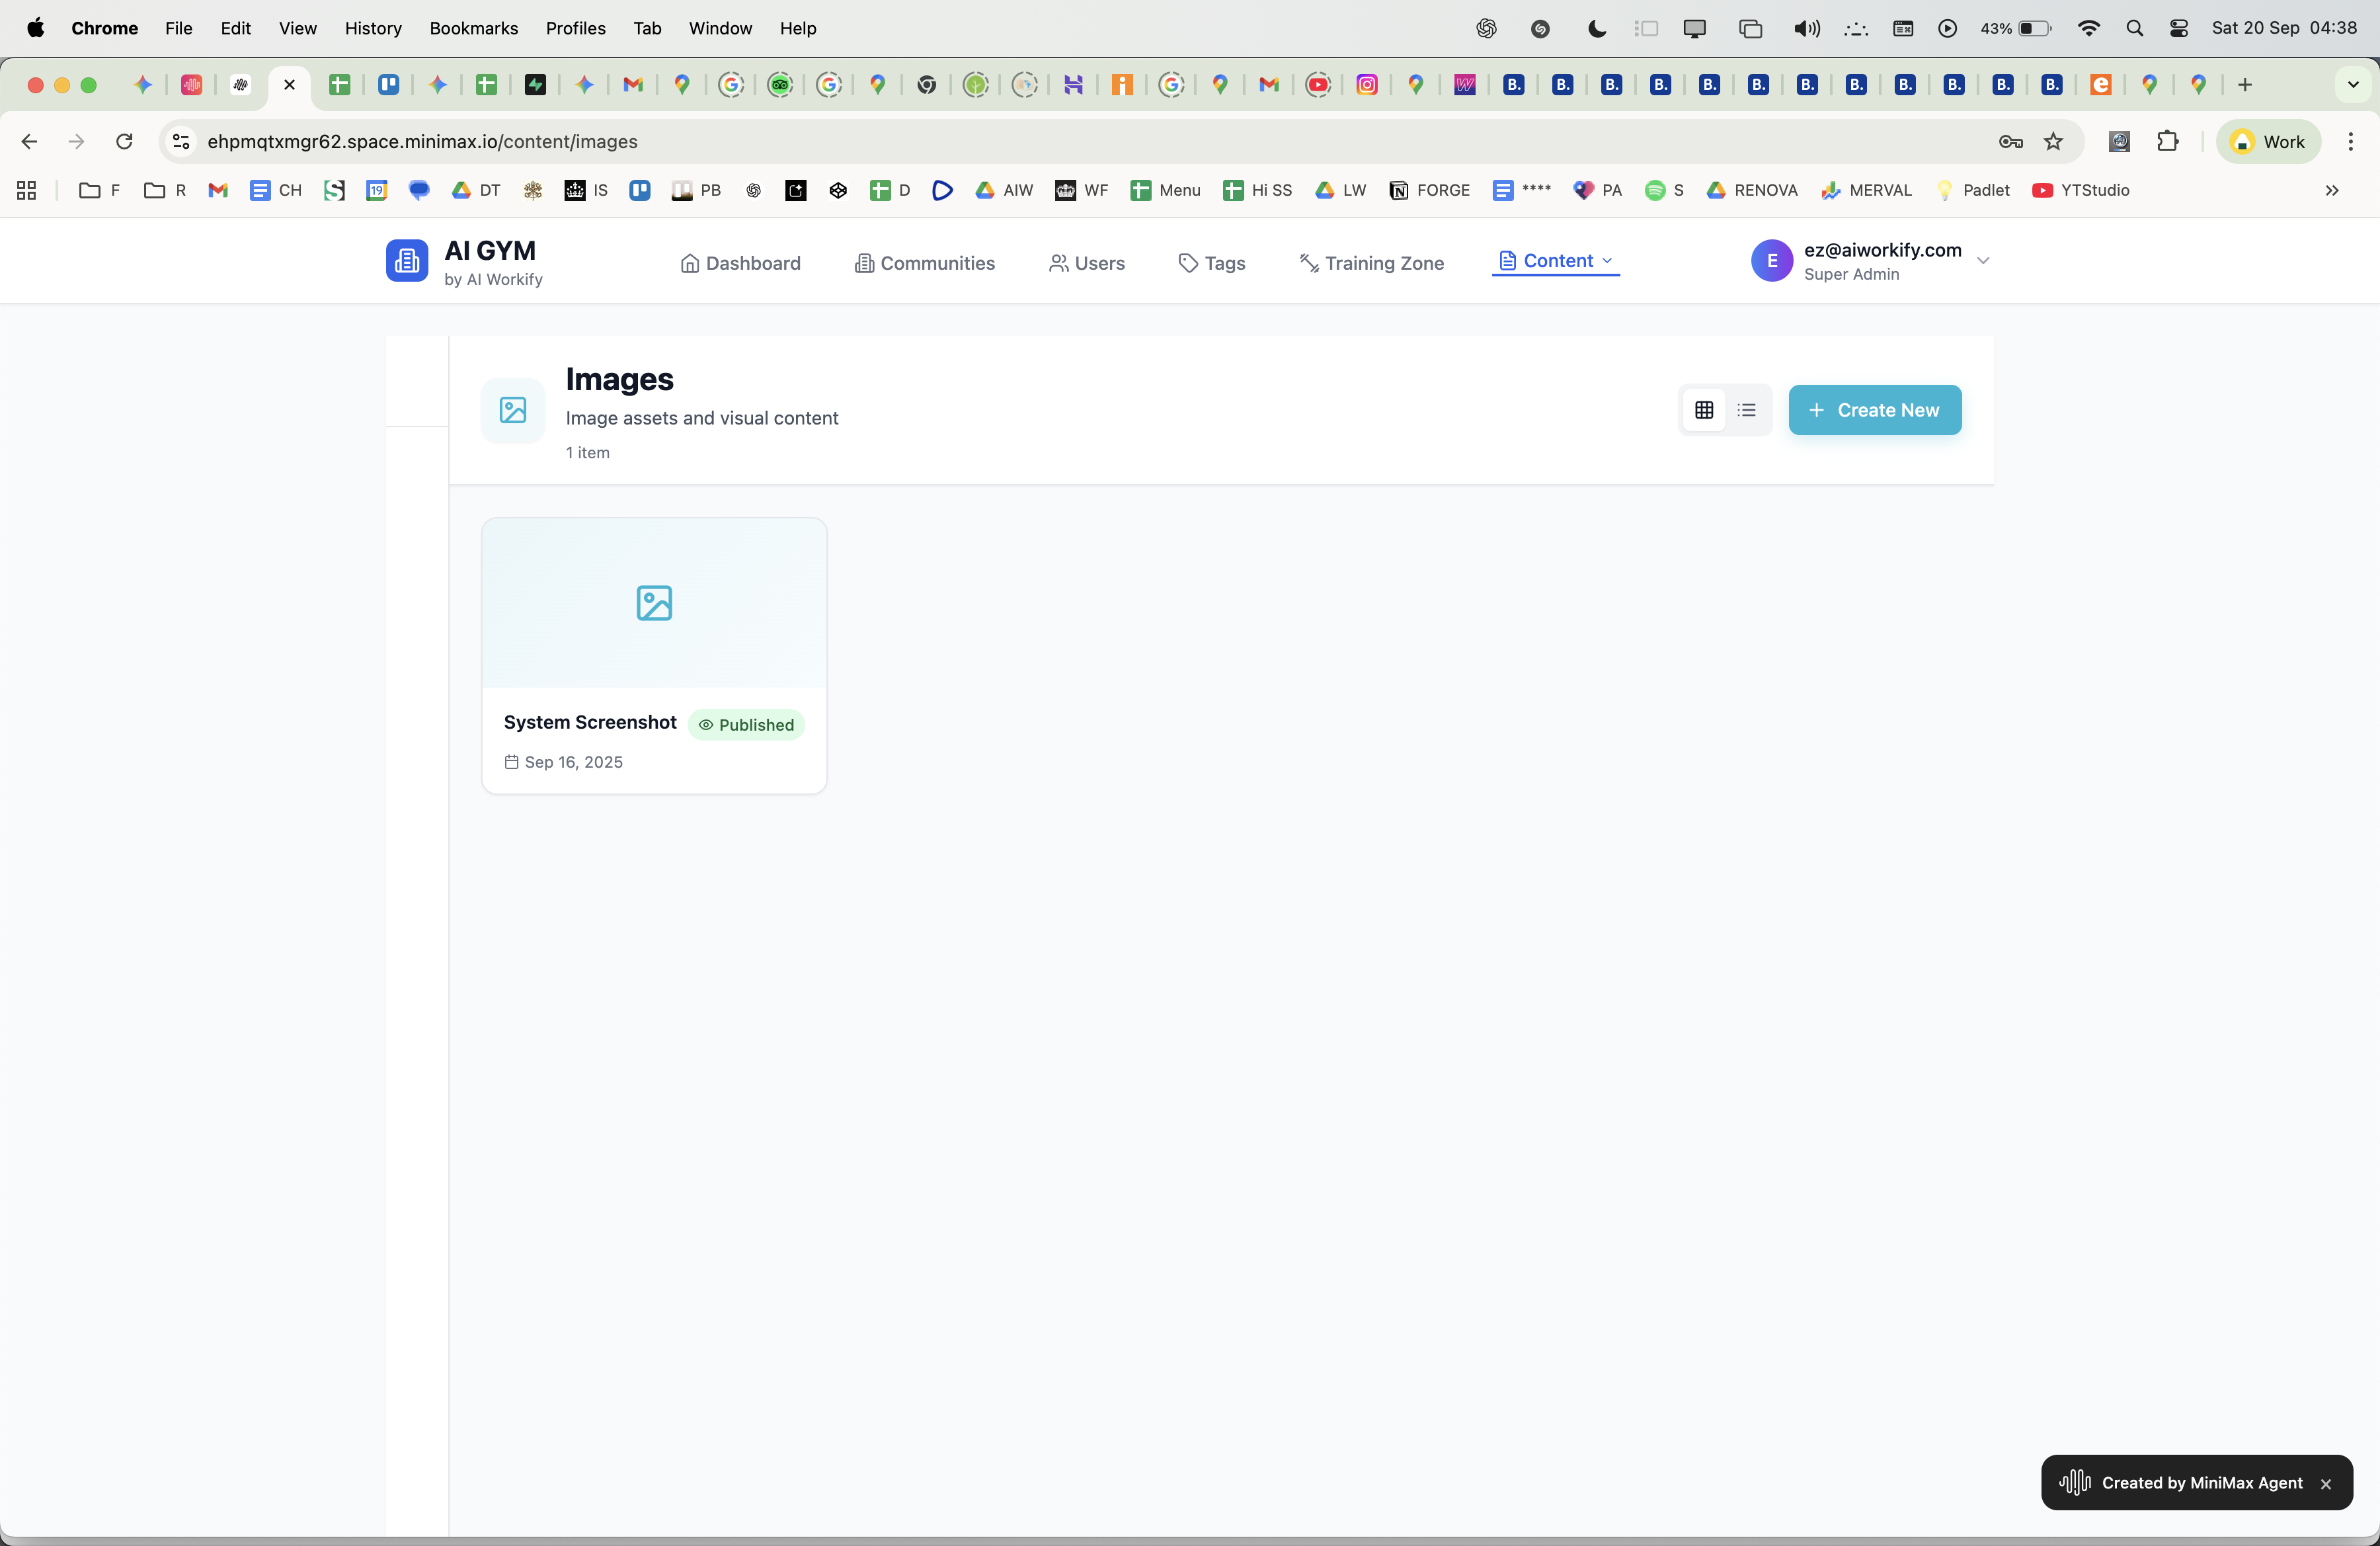 Chrome File Edit View History Bookmarks Profiles Tab Window Help 43% Sat 20 Sep 04:38
ehpmqtxmgr62.space.minimax.io/content/images Work
F R CH 19 DT IS PB D AIW WF Menu Hi SS LW FORGE **** PA S RENOVA MERVAL Padlet YTStudio
AI GYM
by AI Workify
Dashboard Communities Users Tags Training Zone Content
E
ez@aiworkify.com
Super Admin
Images
Image assets and visual content
1 item
Create New
System Screenshot Published
Sep 16, 2025
Created by MiniMax Agent